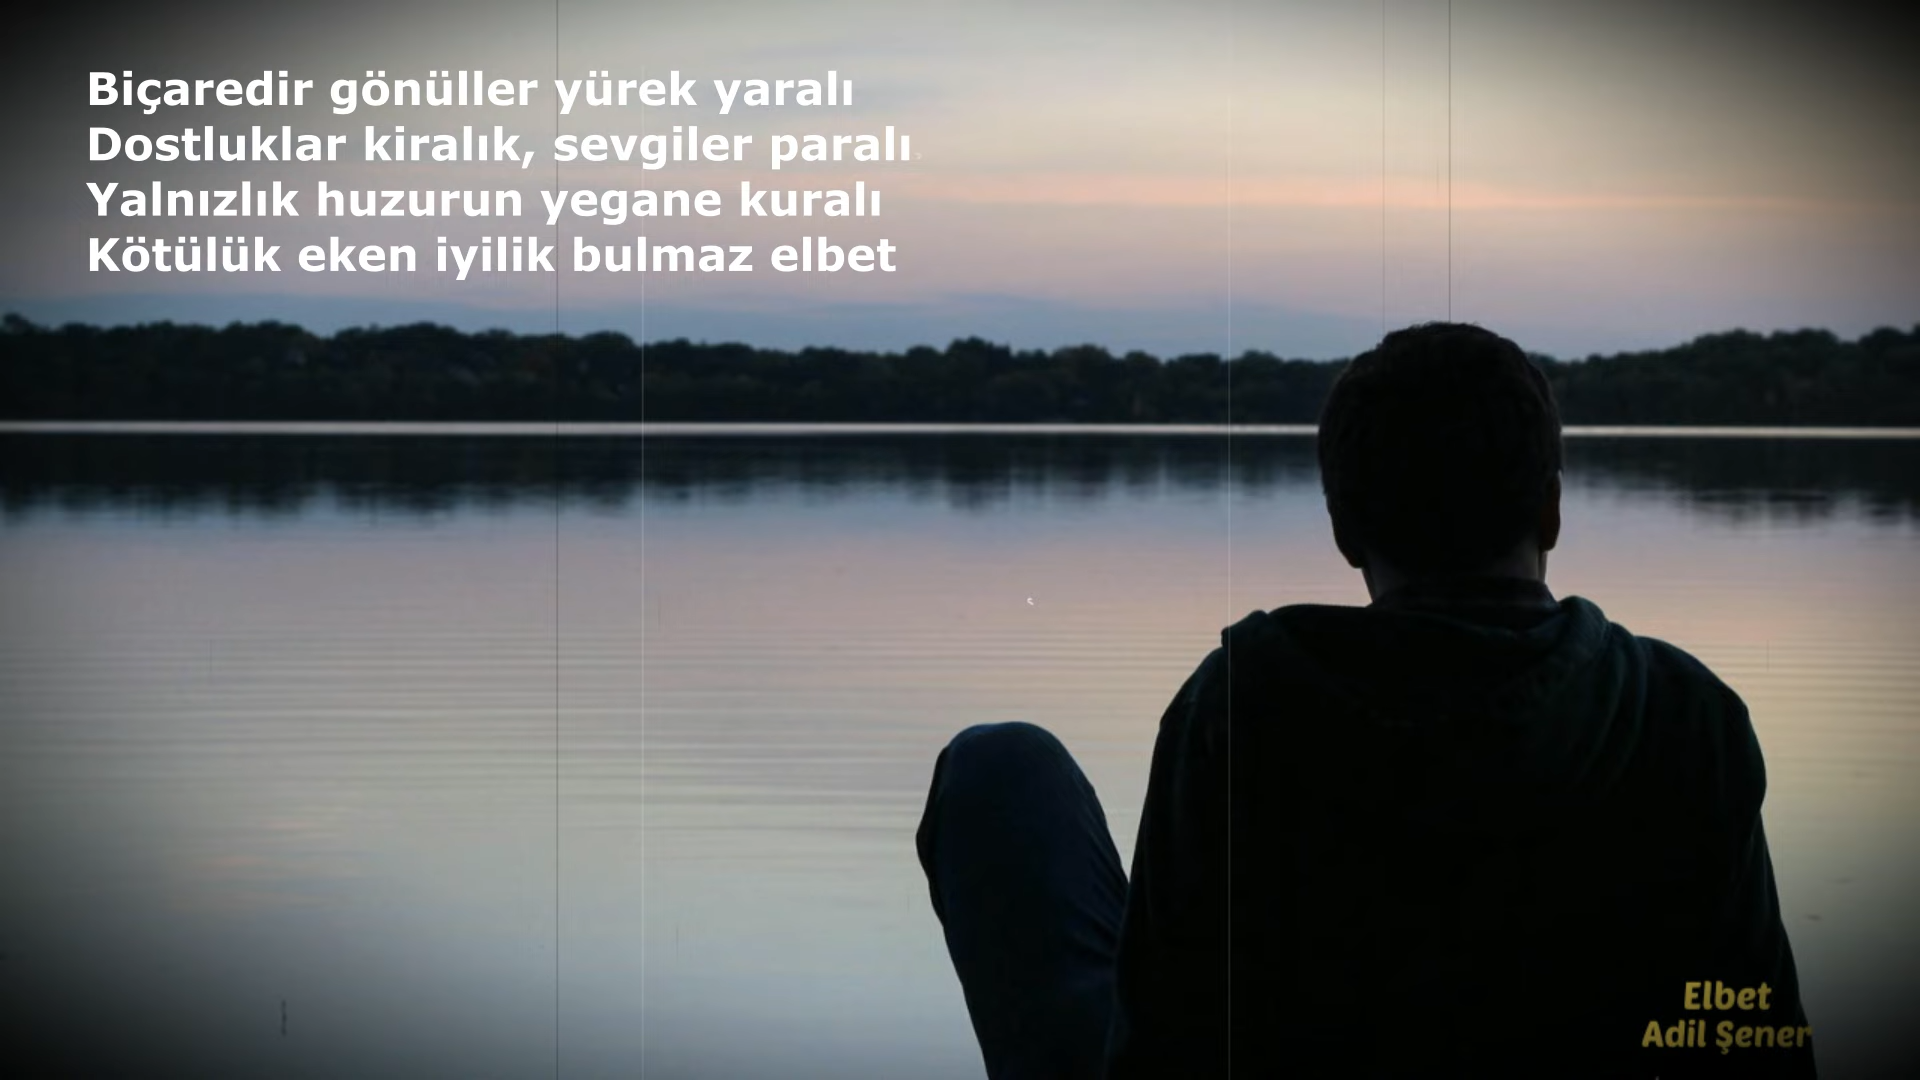 Biçaredir gönüller yürek yaralı
Dostluklar kiralık, sevgiler paralı
Yalnızlık huzurun yegane kuralı
Kötülük eken iyilik bulmaz elbet
Elbet
Adil Şener